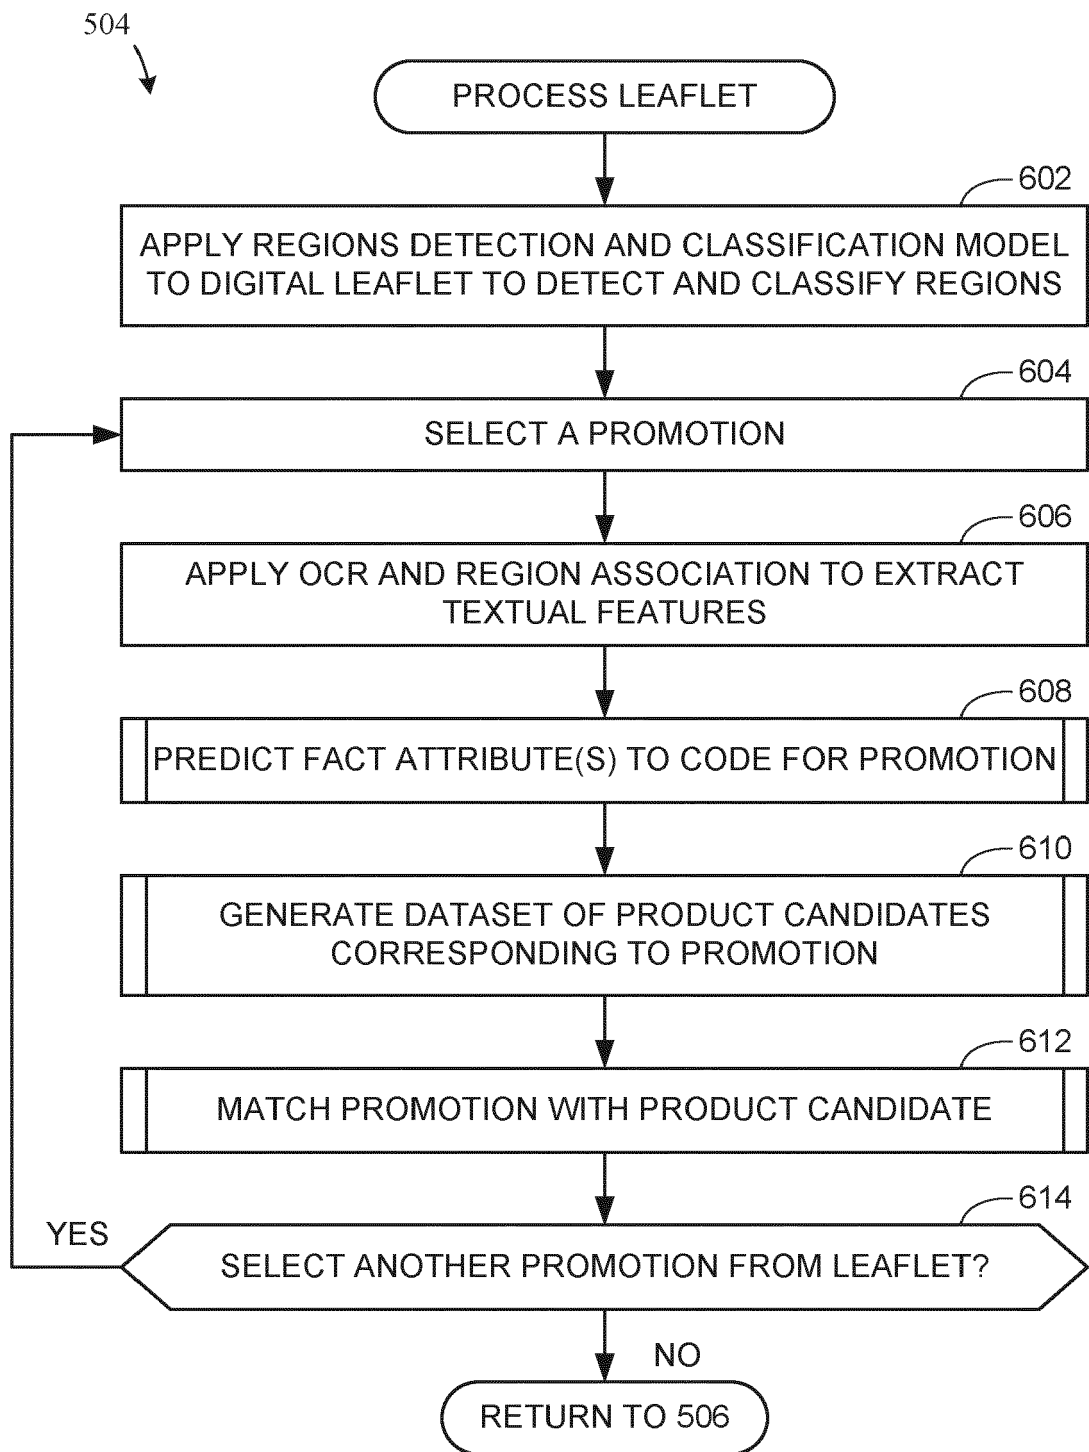 504
PROCESS LEAFLET
602
APPLY REGIONS DETECTION AND CLASSIFICATION MODEL
TO DIGITAL LEAFLET TO DETECT AND CLASSIFY REGIONS
604
SELECT A PROMOTION
606
APPLY OCR AND REGION ASSOCIATION TO EXTRACT
TEXTUAL FEATURES
608
PREDICT FACT ATTRIBUTE(S) TO CODE FOR PROMOTION
610
GENERATE DATASET OF PRODUCT CANDIDATES
CORRESPONDING TO PROMOTION
612
MATCH PROMOTION WITH PRODUCT CANDIDATE
614
YES
SELECT ANOTHER PROMOTION FROM LEAFLET?
NO
RETURN TO 506